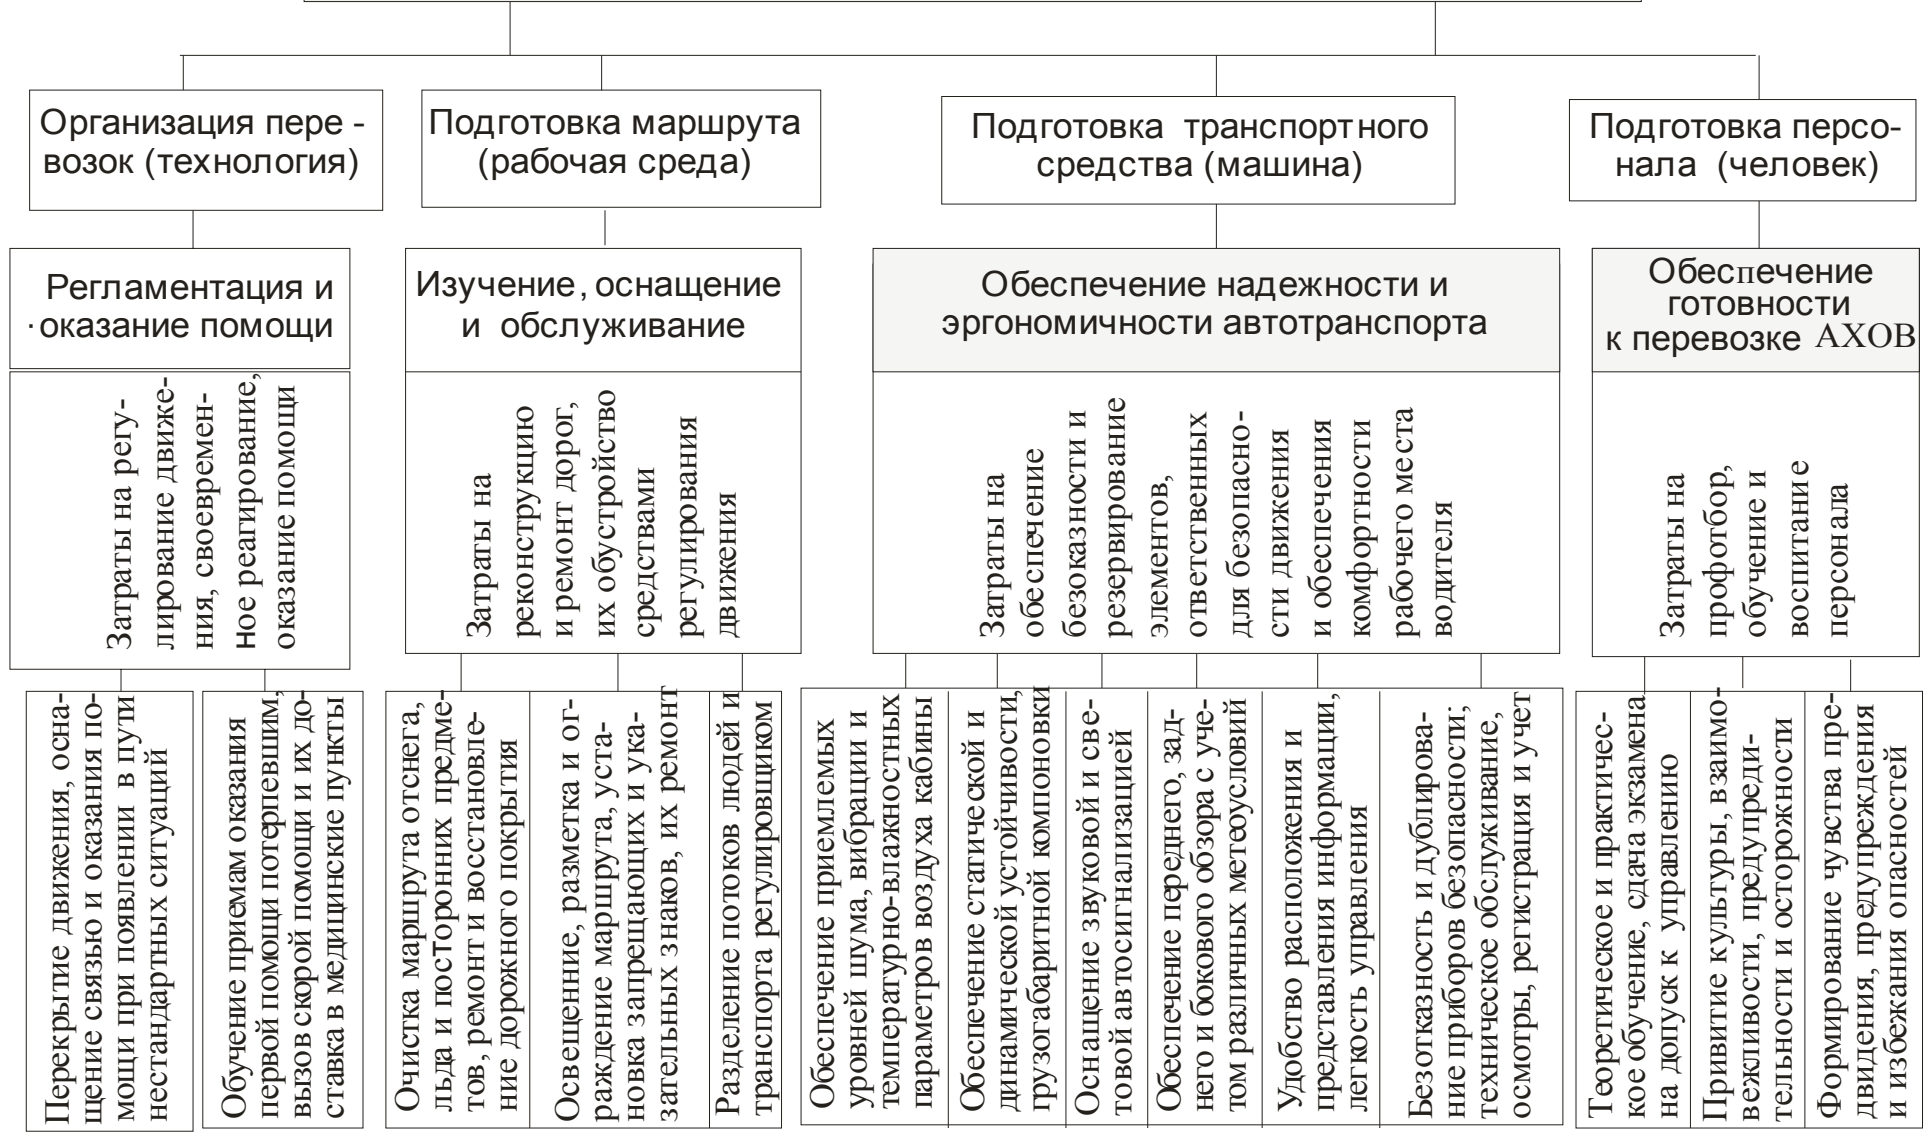 Организация пере -
возок (технология)
Подготовка маршрута
(рабочая среда)
Подготовка транспортного
средства (машина)
Подготовка персо-
нала (человек)
Регламентация и
·оказание помощи
Изучение, оснащение
и обслуживание
Обеспечение надежности и
эргономичности автотранспорта
Обеспечение
готовности
к перевозке АХОВ
Затраты на регу-
лирование движе-
ния, своевремен-
ное реагирование,
оказание помощи
Затраты на
реконструкцию
и ремонт дорог,
их обустройство
средствами
регулирования
движения
Затраты на
обеспечение
безоказности и
резервирование
элементов,
ответственных
для безопасно-
сти движения
и обеспечения
комфортности
рабочего места
водителя
Затраты на
профотбор,
обучение и
воспитание
персонала
Перекрытие движения, осна-
щение связью и оказания по-
мощи при появлении в пути
нестандартных ситуаций
Обучение приемам оказания
первой помощи потерпевшим,
вызов скорой помощи и их до-
ставка в медицинские пункты
Очистка маршрута отснега,
льда и посторонних предме-
тов, ремонт и восстановле-
ние дорожного покрытия
Освещенние, разметка и ог-
раждение маршрута, уста-
новка запрещающих и ука-
зательных знаков, их ремонт
Разделение потоков людей и
транспорта регулировщиком
Обеспечение приемлемых
уровней шума, вибрации и
температурно-влажностных
параметров воздуха кабины
Обеспечение статической и
динамической устойчивости,
грузогабаритной компоновки
Оснащение звуковой и све-
товой автосигнализацией
Обеспечение переднего, зад-
него и бокового обзора с уче-
том различных метеоусловий
Удобство расположения и
представления информации,
легкость управления
Безотказность и дублирова-
ние приборов безопасности;
техническое обслуживание,
осмотры, регистрация и учет
Теоретическое и практичес-
кое обучение, сдача экзамена
на допуск к управлению
Привитие культуры, взаимо-
вежливости, предупреди-
тельности и осторожности
Формирование чувства пре-
двидения, предупреждения
и избежания опасностей